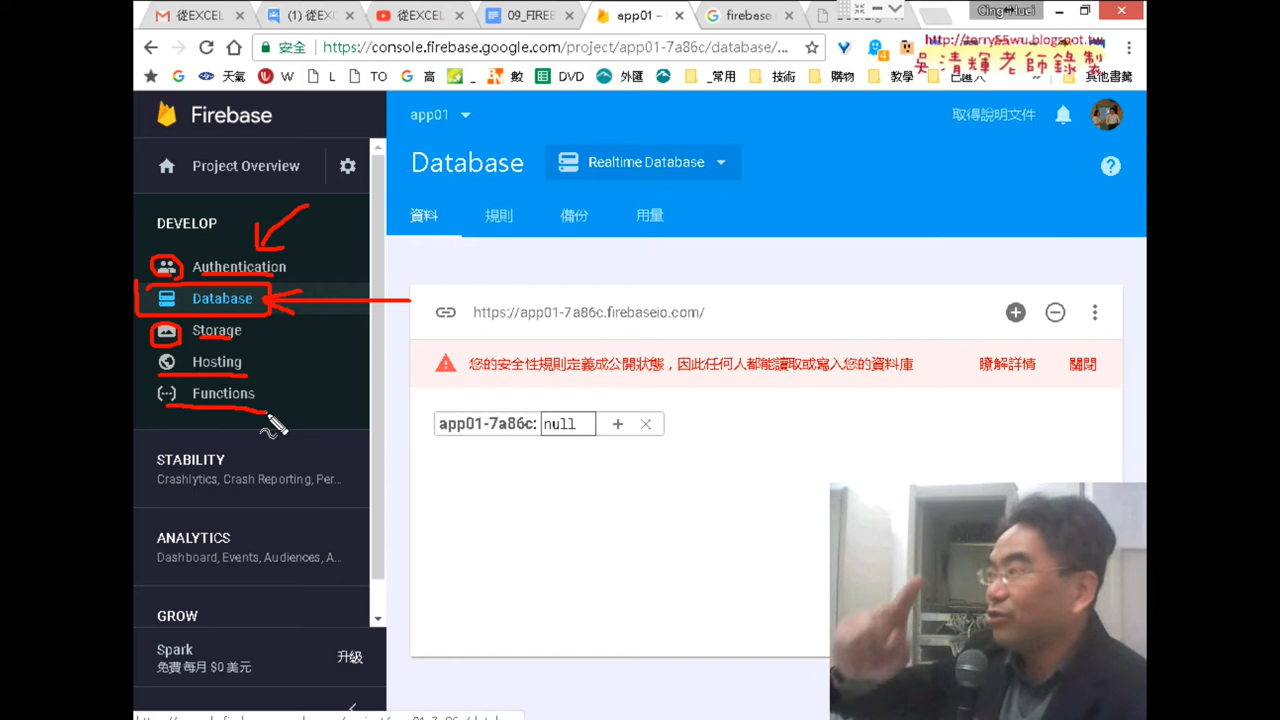 從EXCEL
(1) 從EXC
從EXCEL
09_FIREB
app01 –
firebase
Cing-Huei
安全
https://console.firebase.google.com/project/app01-7a86c/database/...
http://terry55wu.blogspot.tw
吳清輝老師錄製
天氣
W
L
TO
高
數
DVD
外匯
_常用
技術
購物
教學
已匯入
其他書籤
Firebase
app01
取得說明文件
Project Overview
Database
Realtime Database
資料
規則
備份
用量
DEVELOP
Authentication
Database
Storage
Hosting
Functions
https://app01-7a86c.firebaseio.com/
您的安全性規則定義成公開狀態，因此任何人都能讀取或寫入您的資料庫
瞭解詳情
關閉
app01-7a86c: null
STABILITY
Crashlytics, Crash Reporting, Per...
ANALYTICS
Dashboard, Events, Audiences, A...
GROW
Spark
免費 每月 $0 美元
升級